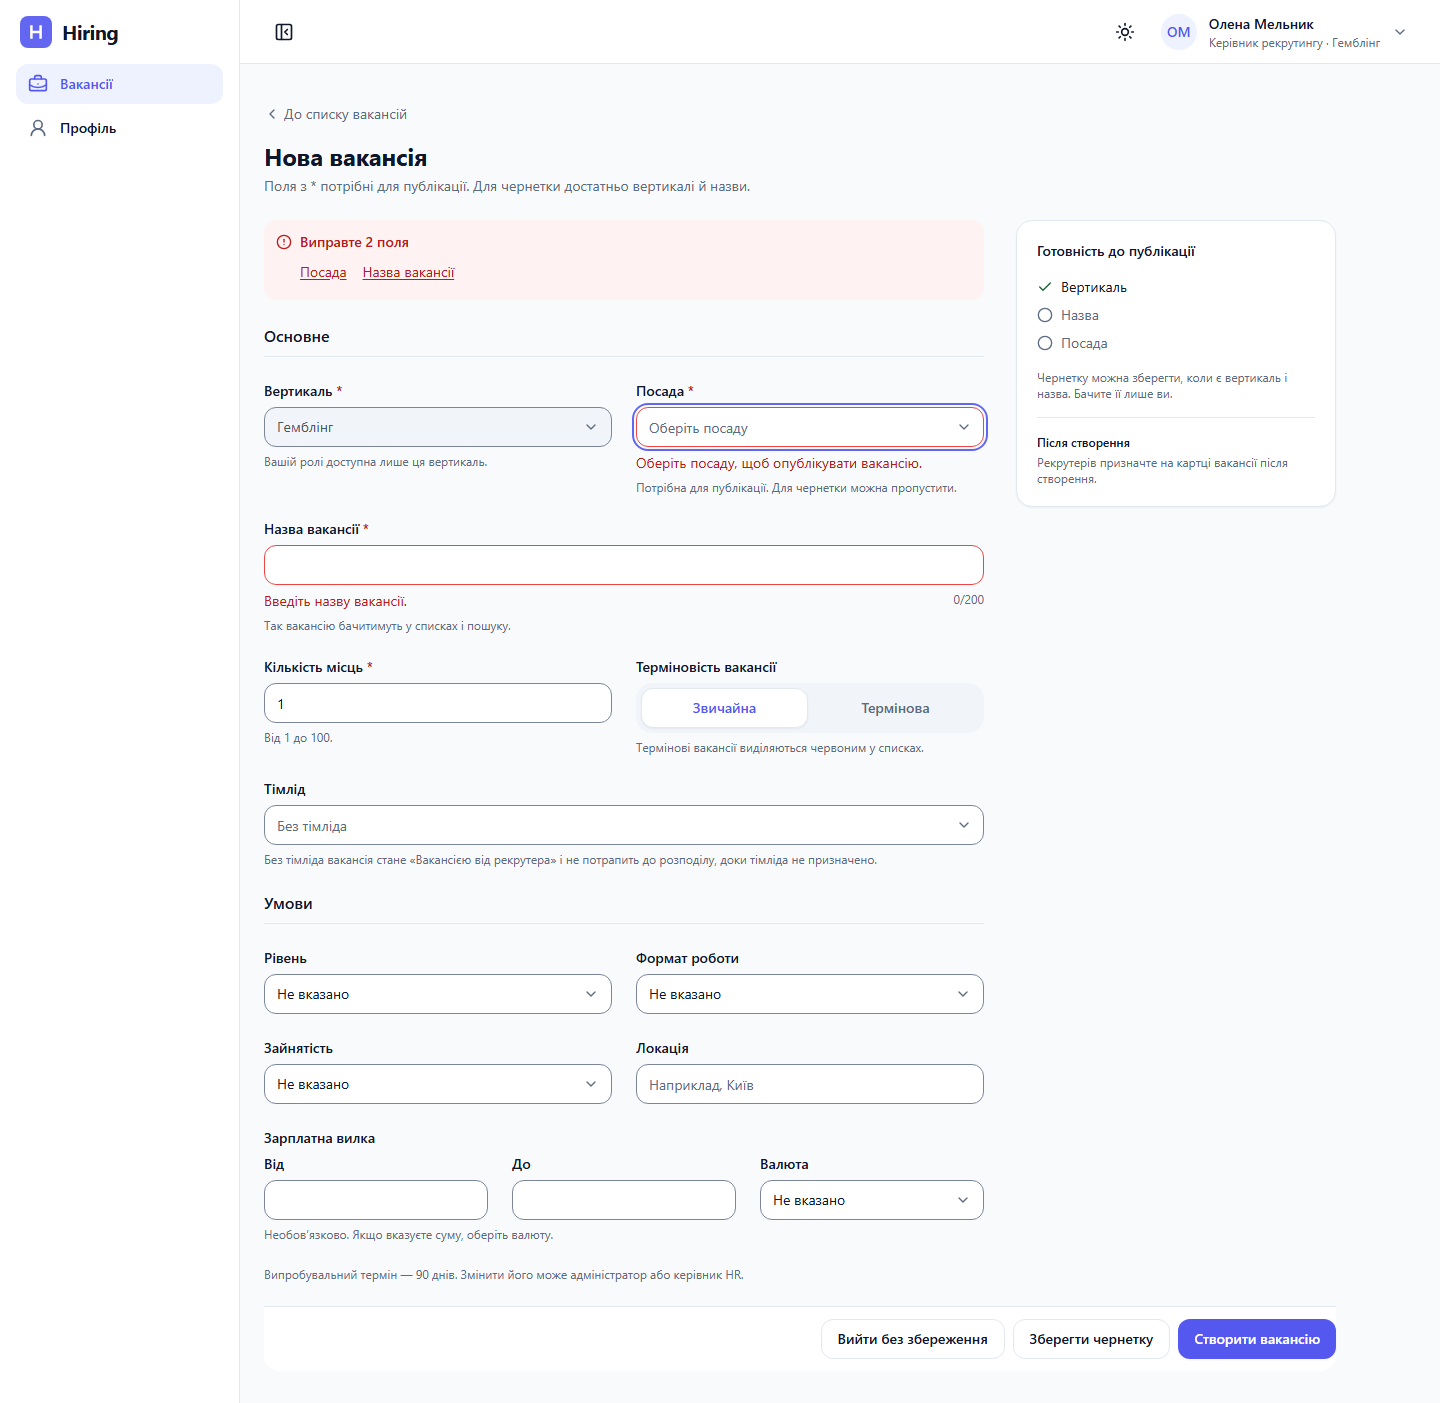 H Hiring
Вакансії
Профіль
ОМ
Олена Мельник
Керівник рекрутингу · Гемблінг
До списку вакансій
Нова вакансія
Поля з * потрібні для публікації. Для чернетки достатньо вертикалі й назви.
Виправте 2 поля
Посада Назва вакансії
Основне
Вертикаль *
Гемблінг
Вашій ролі доступна лише ця вертикаль.
Посада *
Оберіть посаду
Оберіть посаду, щоб опублікувати вакансію.
Потрібна для публікації. Для чернетки можна пропустити.
Назва вакансії *
Введіть назву вакансії.
0/200
Так вакансію бачитимуть у списках і пошуку.
Кількість місць *
1
Від 1 до 100.
Терміновість вакансії
Звичайна Термінова
Термінові вакансії виділяються червоним у списках.
Тімлід
Без тімліда
Без тімліда вакансія стане «Вакансією від рекрутера» і не потрапить до розподілу, доки тімліда не призначено.
Умови
Рівень
Не вказано
Формат роботи
Не вказано
Зайнятість
Не вказано
Локація
Наприклад, Київ
Зарплатна вилка
Від
До
Валюта
Не вказано
Необов'язково. Якщо вказуєте суму, оберіть валюту.
Випробувальний термін — 90 днів. Змінити його може адміністратор або керівник HR.
Готовність до публікації
Вертикаль
Назва
Посада
Чернетку можна зберегти, коли є вертикаль і
назва. Бачите її лише ви.
Після створення
Рекрутерів призначте на картці вакансії після
створення.
Вийти без збереження
Зберегти чернетку
Створити вакансію